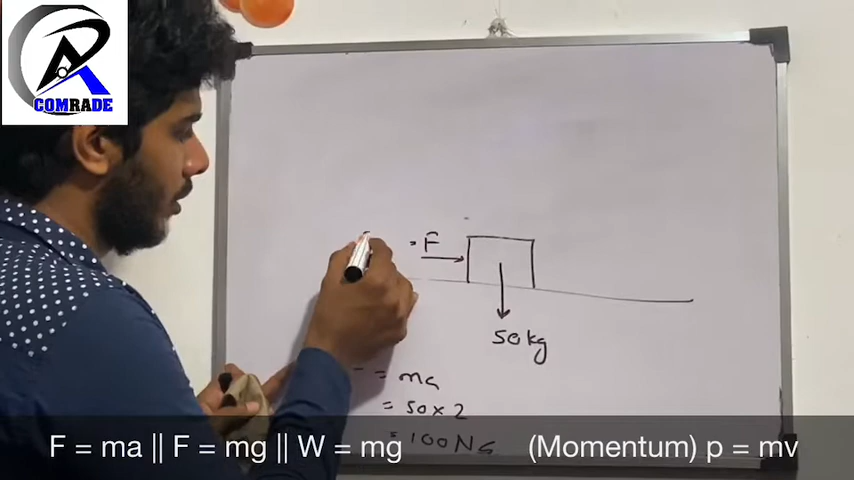 COMRADE
F
50kg
= ma
= 50 x 2
= 100 N
F = ma || F = mg || W = mg (Momentum) p = mv